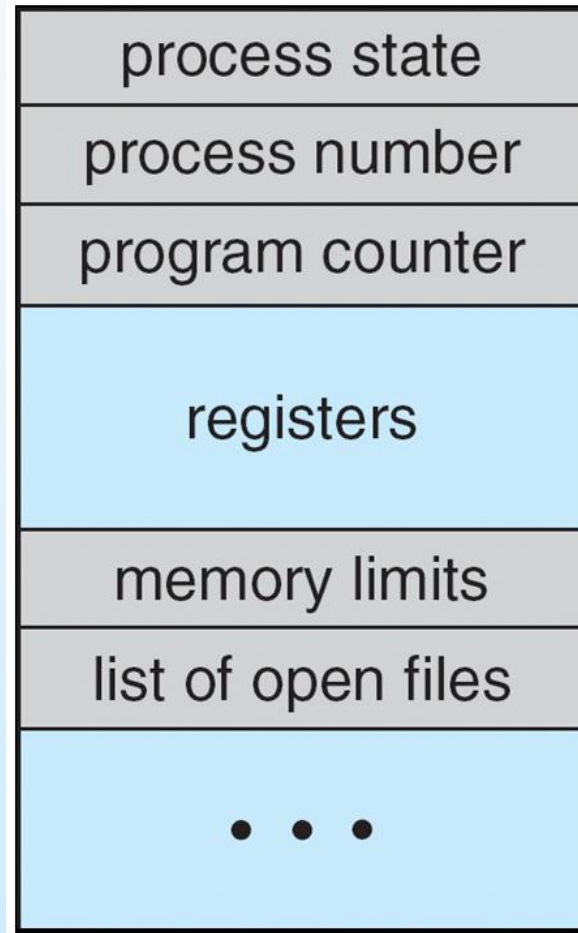 process state
process number
program counter
registers
memory limits
list of open files
• • •